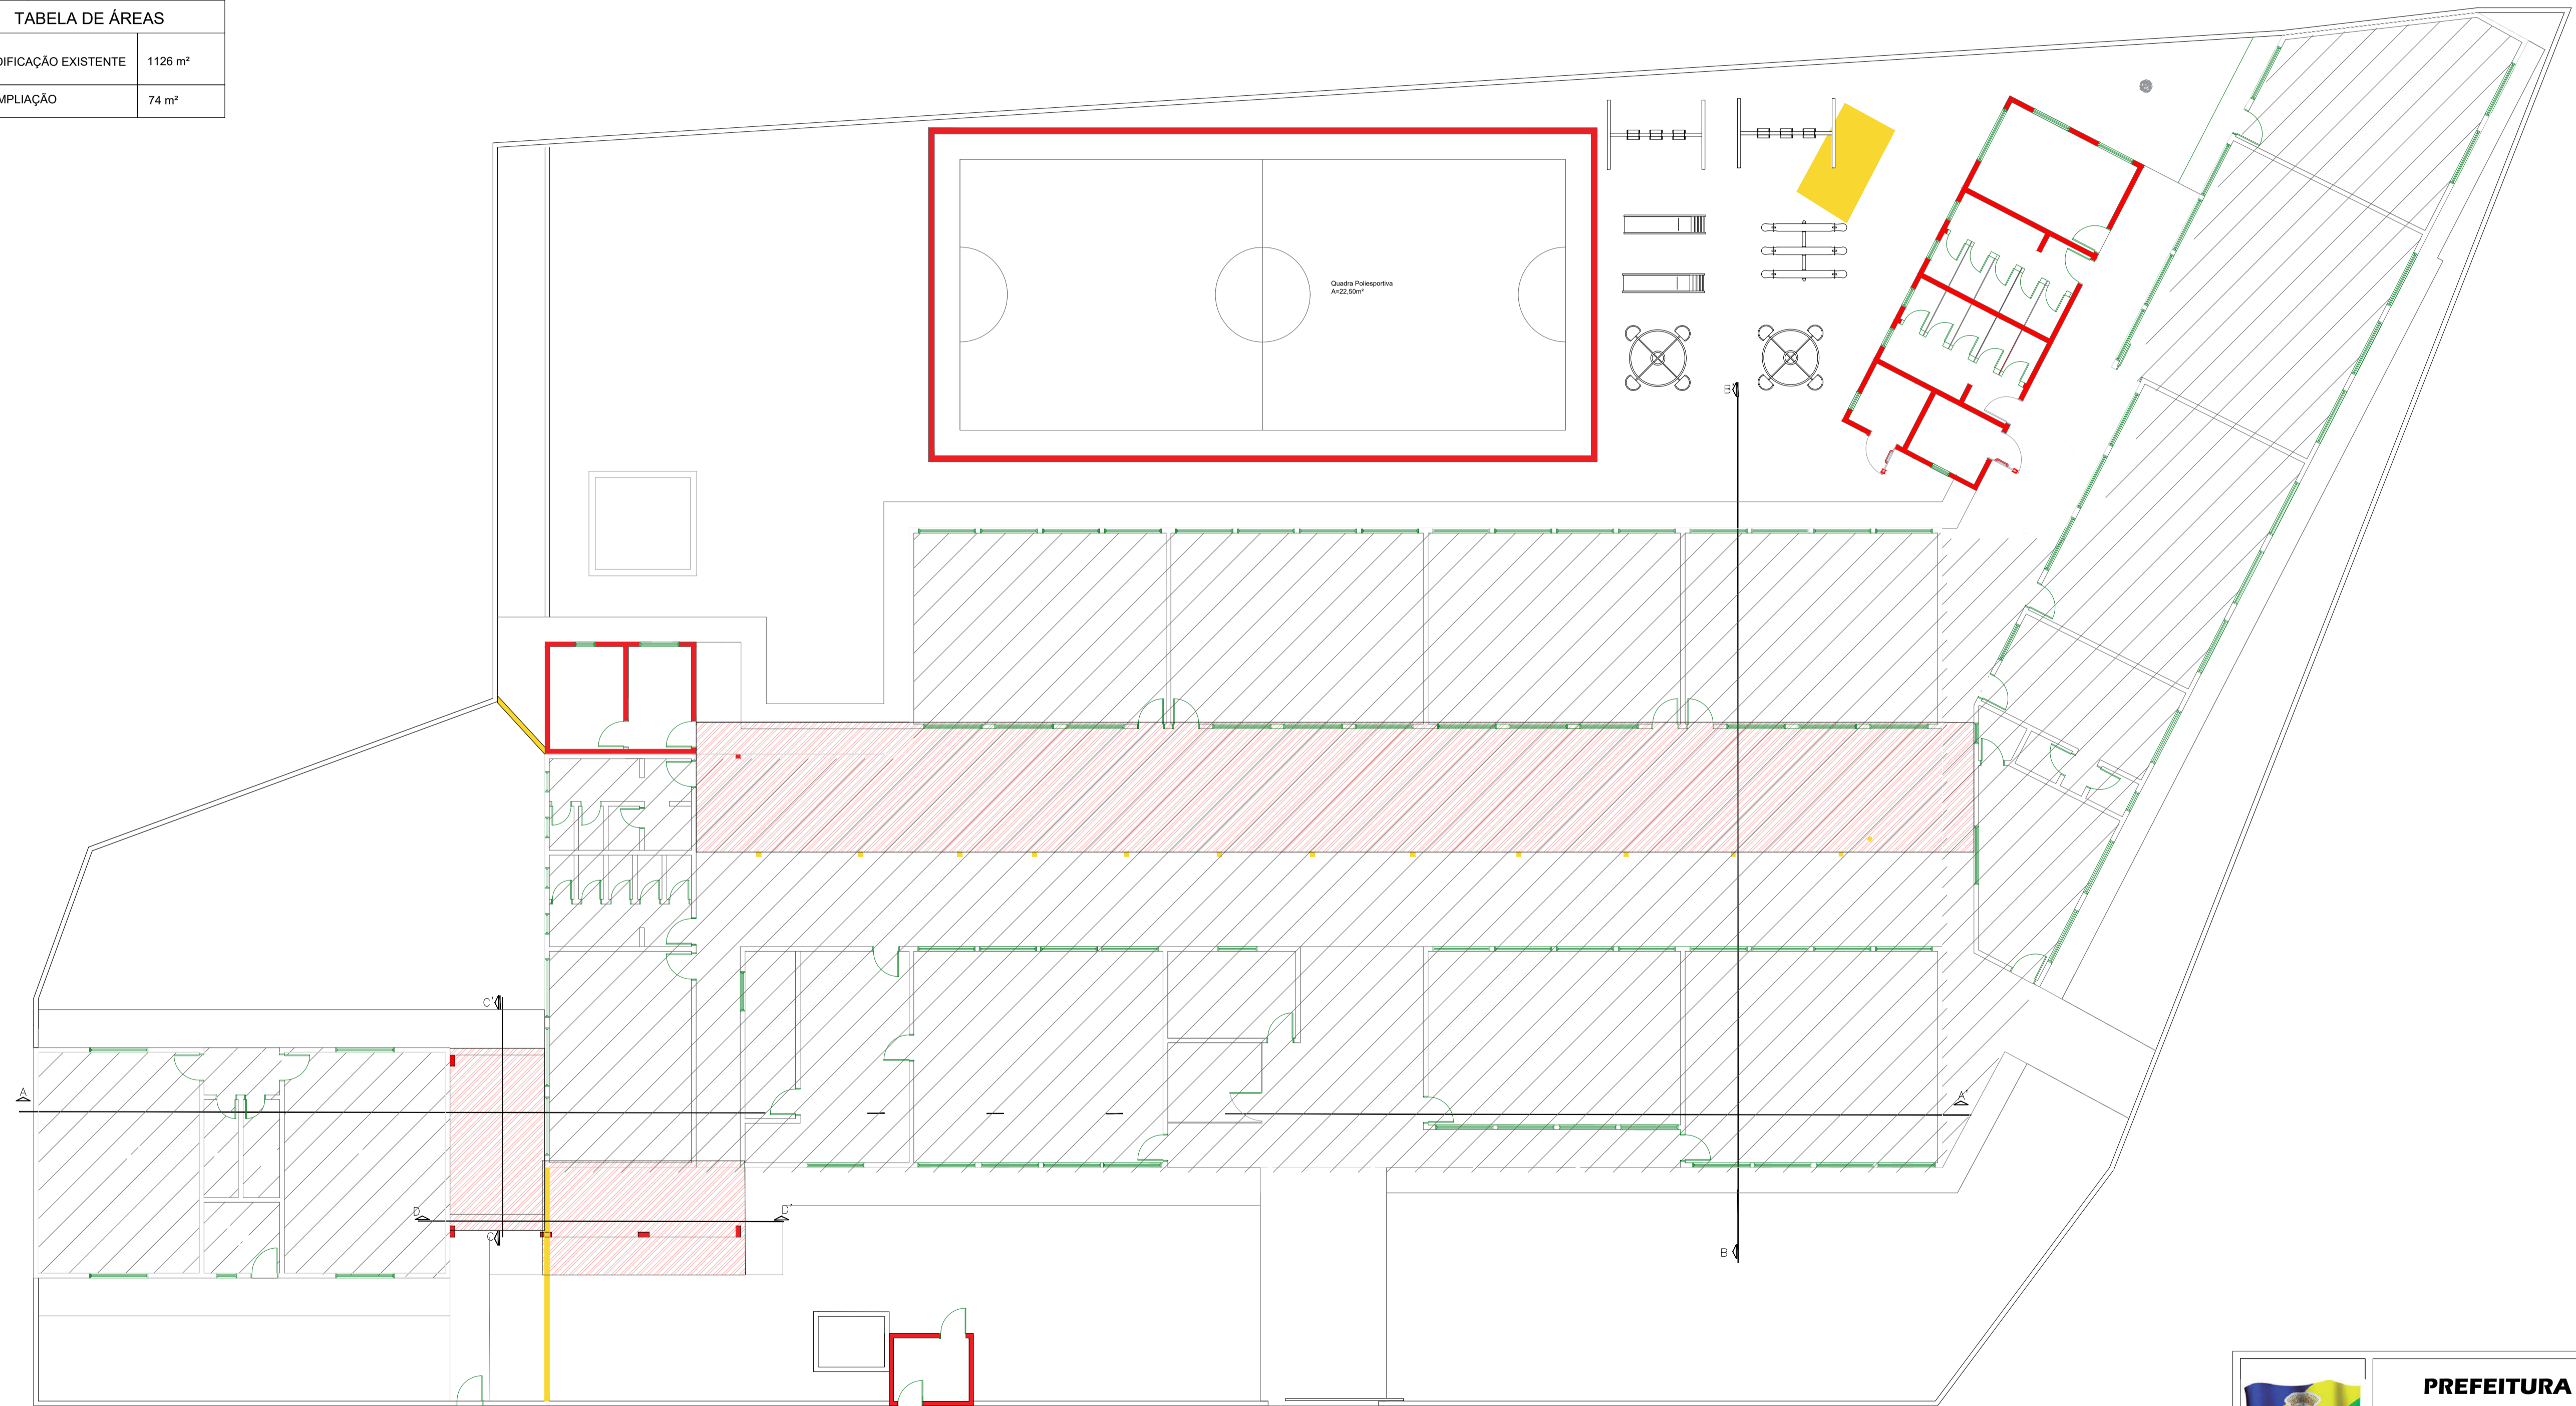 TABELA DE ÁREAS
DIFICAÇÃO EXISTENTE 1126 m²
MPLIAÇÃO 74 m²
Quadra Poliesportiva
A=22,50m²
B'
C'
A
A'
D
D'
C
B
PREFEITURA